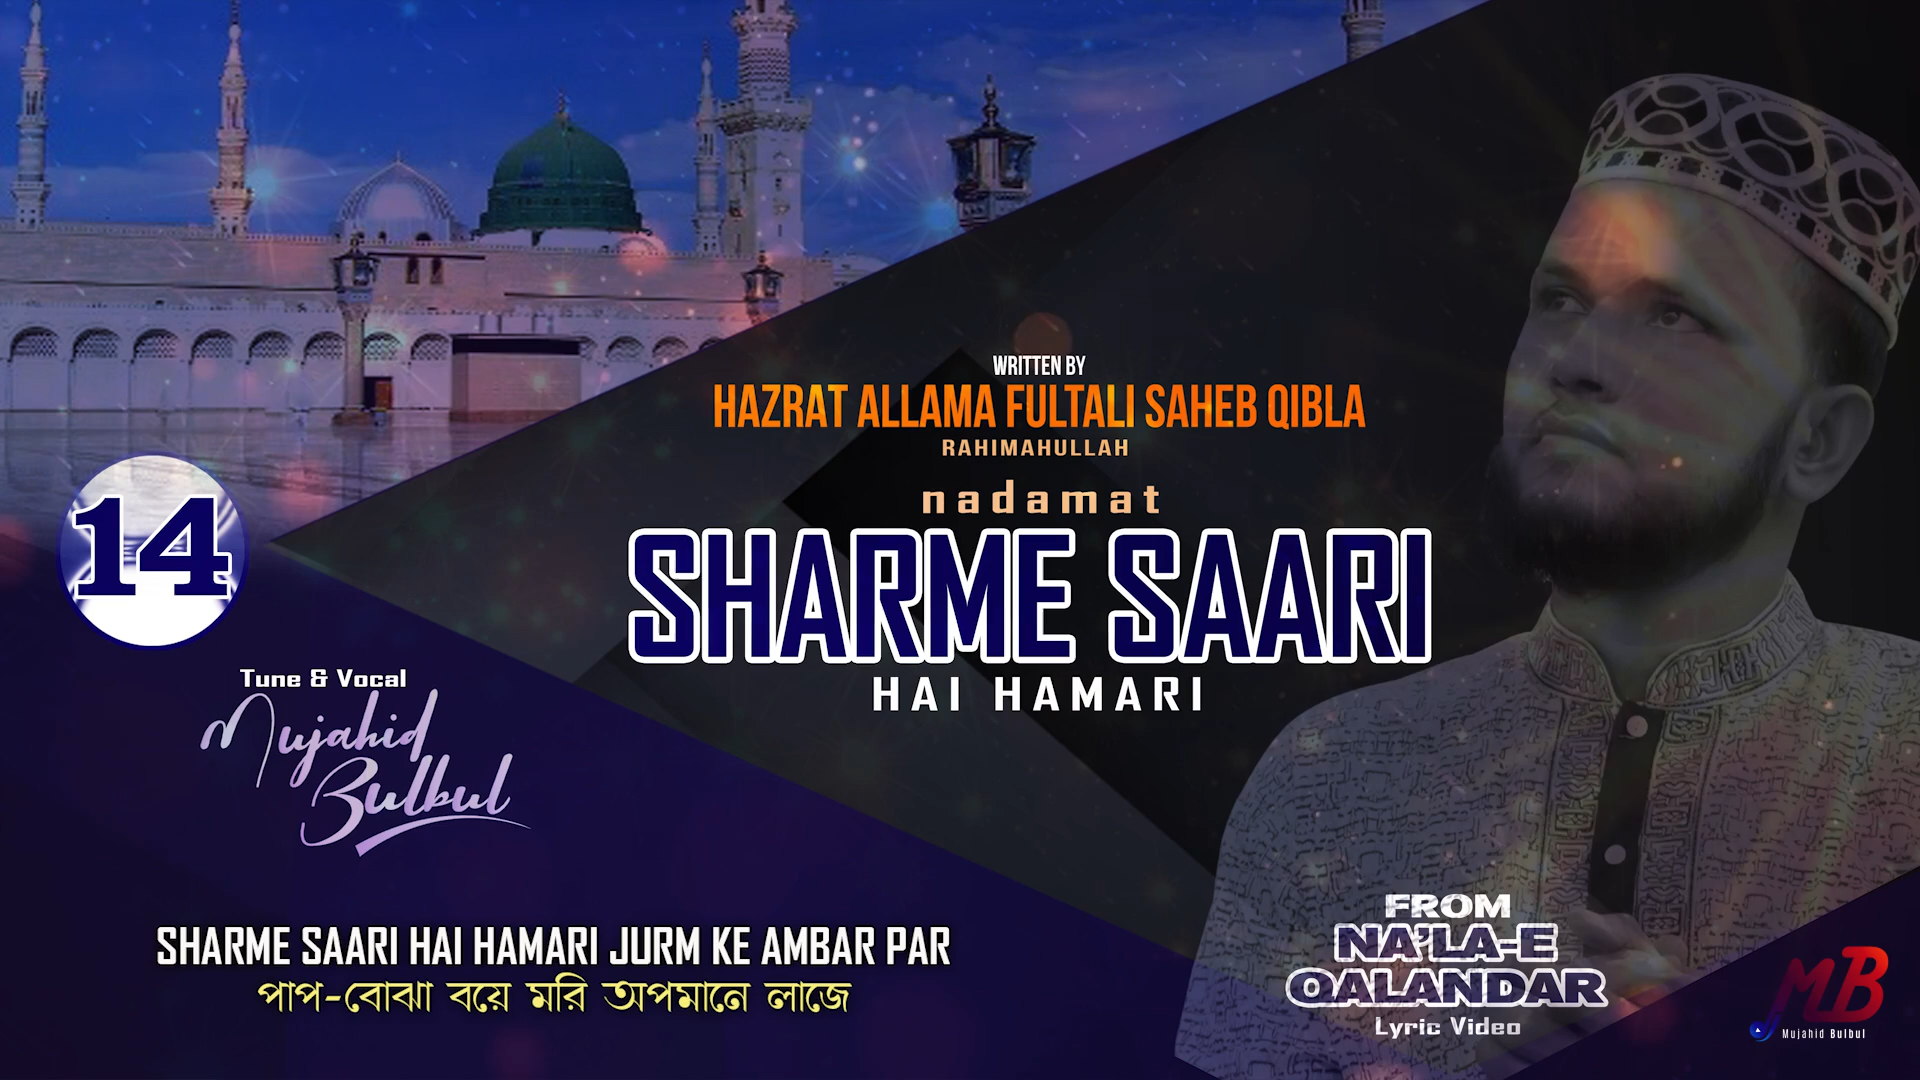 WRITTEN BY
HAZRAT ALLAMA FULTALI SAHEB QIBLA
RAHIMAHULLAH
nadamat
SHARME SAARI
HAI HAMARI
14
Tune & Vocal
Mujahid
Bulbul
SHARME SAARI HAI HAMARI JURM KE AMBAR PAR
পাপ-বোঝা বয়ে মরি অপমানে লাজে
FROM
NA'LA-E
QALANDAR
Lyric Video
MB
Mujahid Bulbul